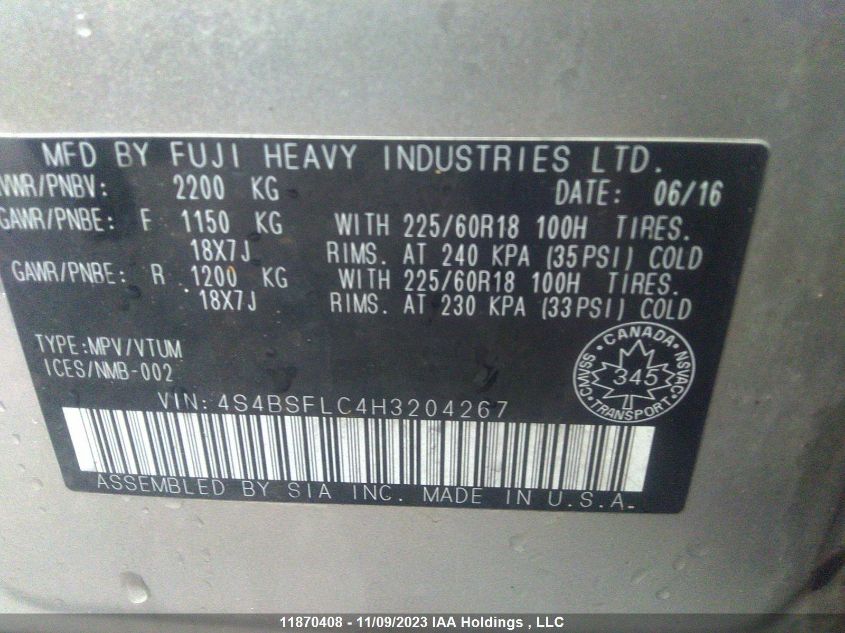 MFD BY FUJI HEAVY INDUSTRIES LTD.
VWR/PNBV: 2200 KG DATE: 06/16
GAWR/PNBE: F 1150 KG WITH 225/60R18 100H TIRES.
18X7J RIMS. AT 240 KPA (35PSI) COLD
GAWR/PNBE: R 1200 KG WITH 225/60R18 100H TIRES.
18X7J RIMS. AT 230 KPA (33PSI) COLD
TYPE:MPV/VTUM
ICES/NMB-002
CANADA
CMVSS 345 NSVAC
TRANSPORT
VIN: 4S4BSFLC4H3204267
ASSEMBLED BY SIA INC. MADE IN U.S.A.
11870408 - 11/09/2023 IAA Holdings , LLC